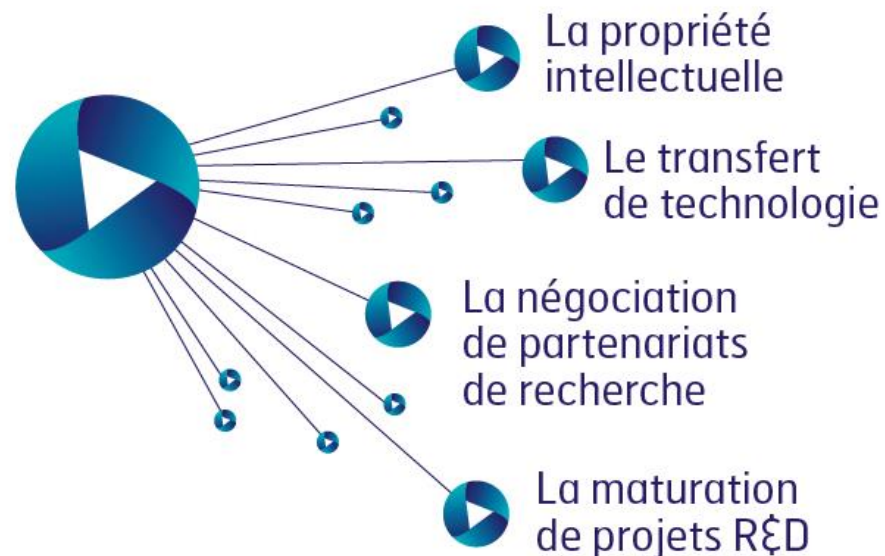 La propriété
intellectuelle
Le transfert
de technologie
La négociation
de partenariats
de recherche
La maturation
de projets R&D